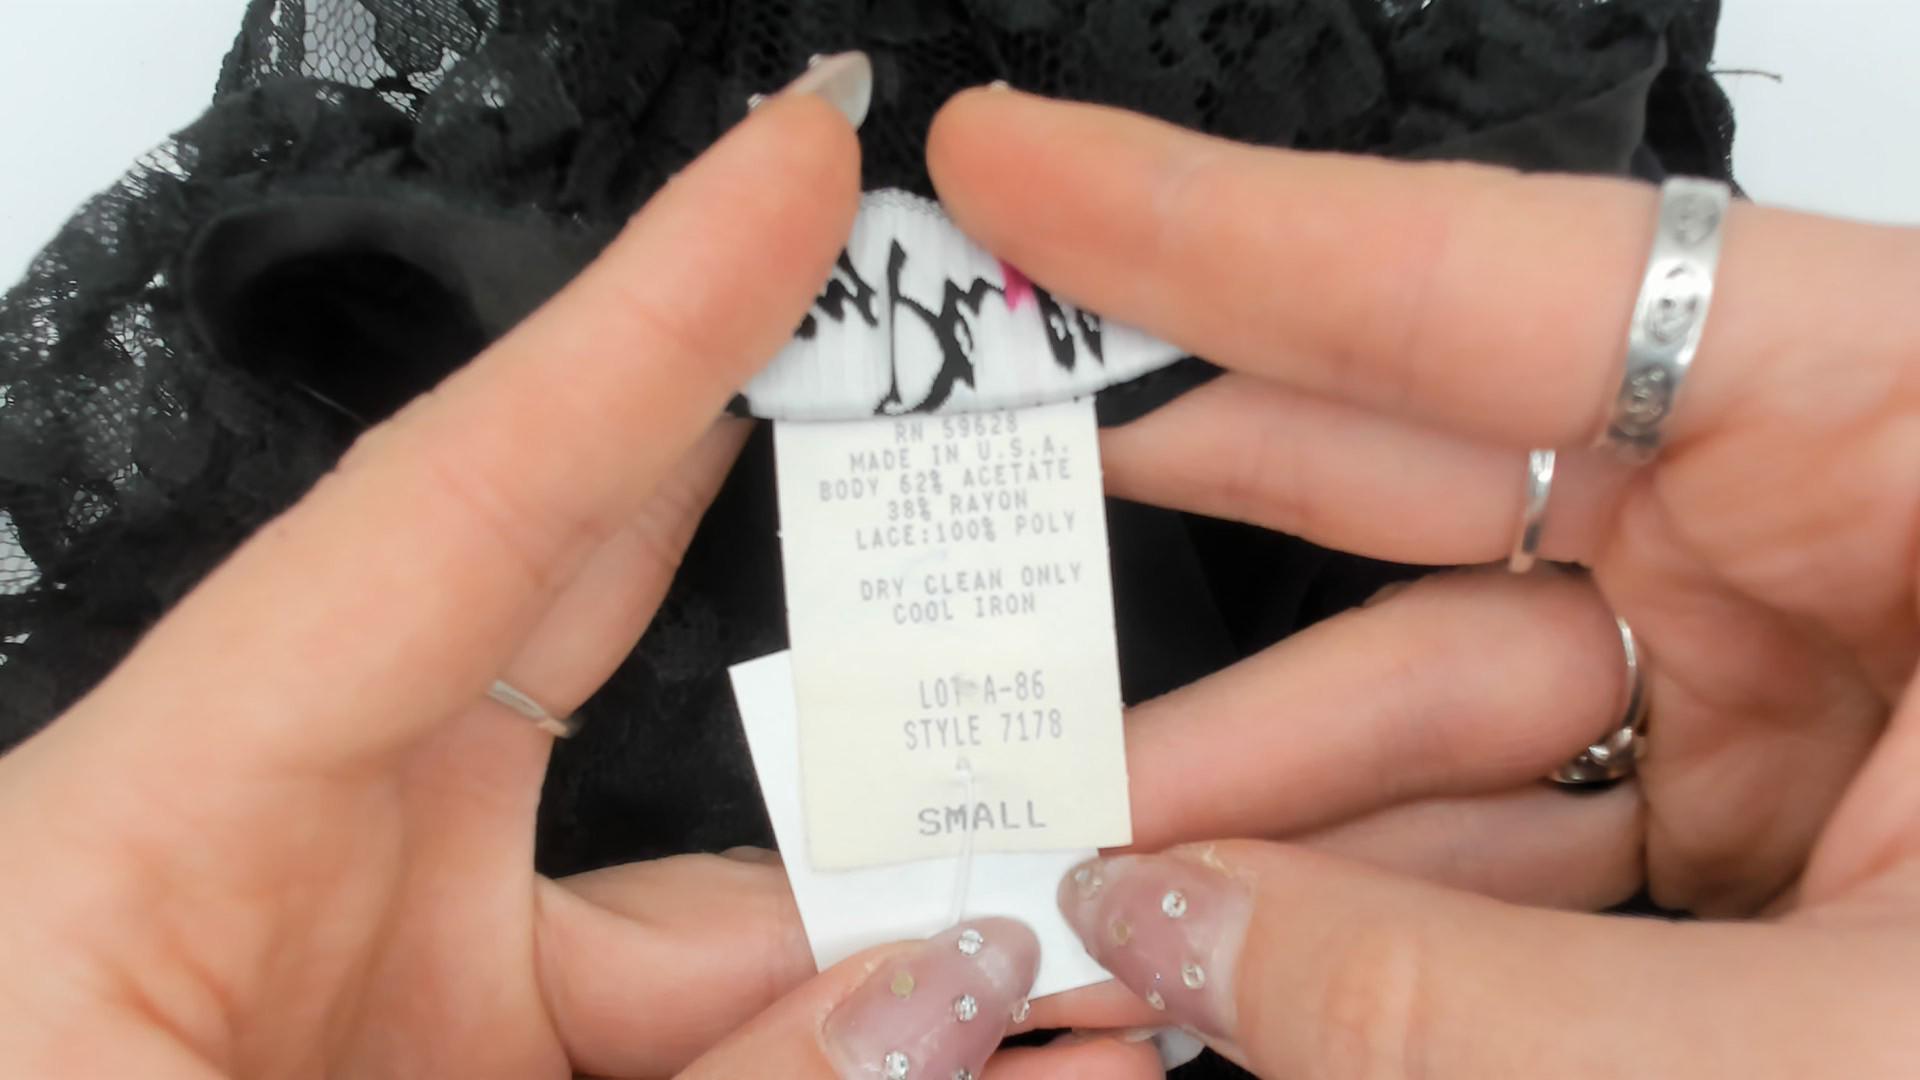 RN 59628
MADE IN U.S.A.
BODY 62% ACETATE
38% RAYON
LACE:100% POLY
DRY CLEAN ONLY
COOL IRON
LOT A-86
STYLE 7178
SMALL